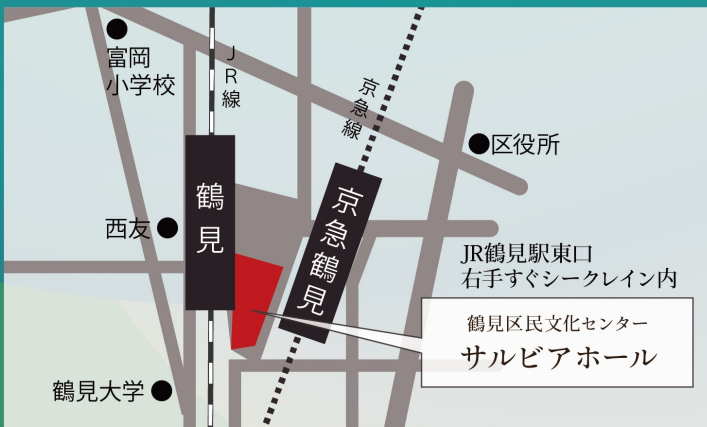 富岡
小学校
JR線
京急線
区役所
鶴見
京急鶴見
西友
JR鶴見駅東口
右手すぐシークレイン内
鶴見区民文化センター
サルビアホール
鶴見大学